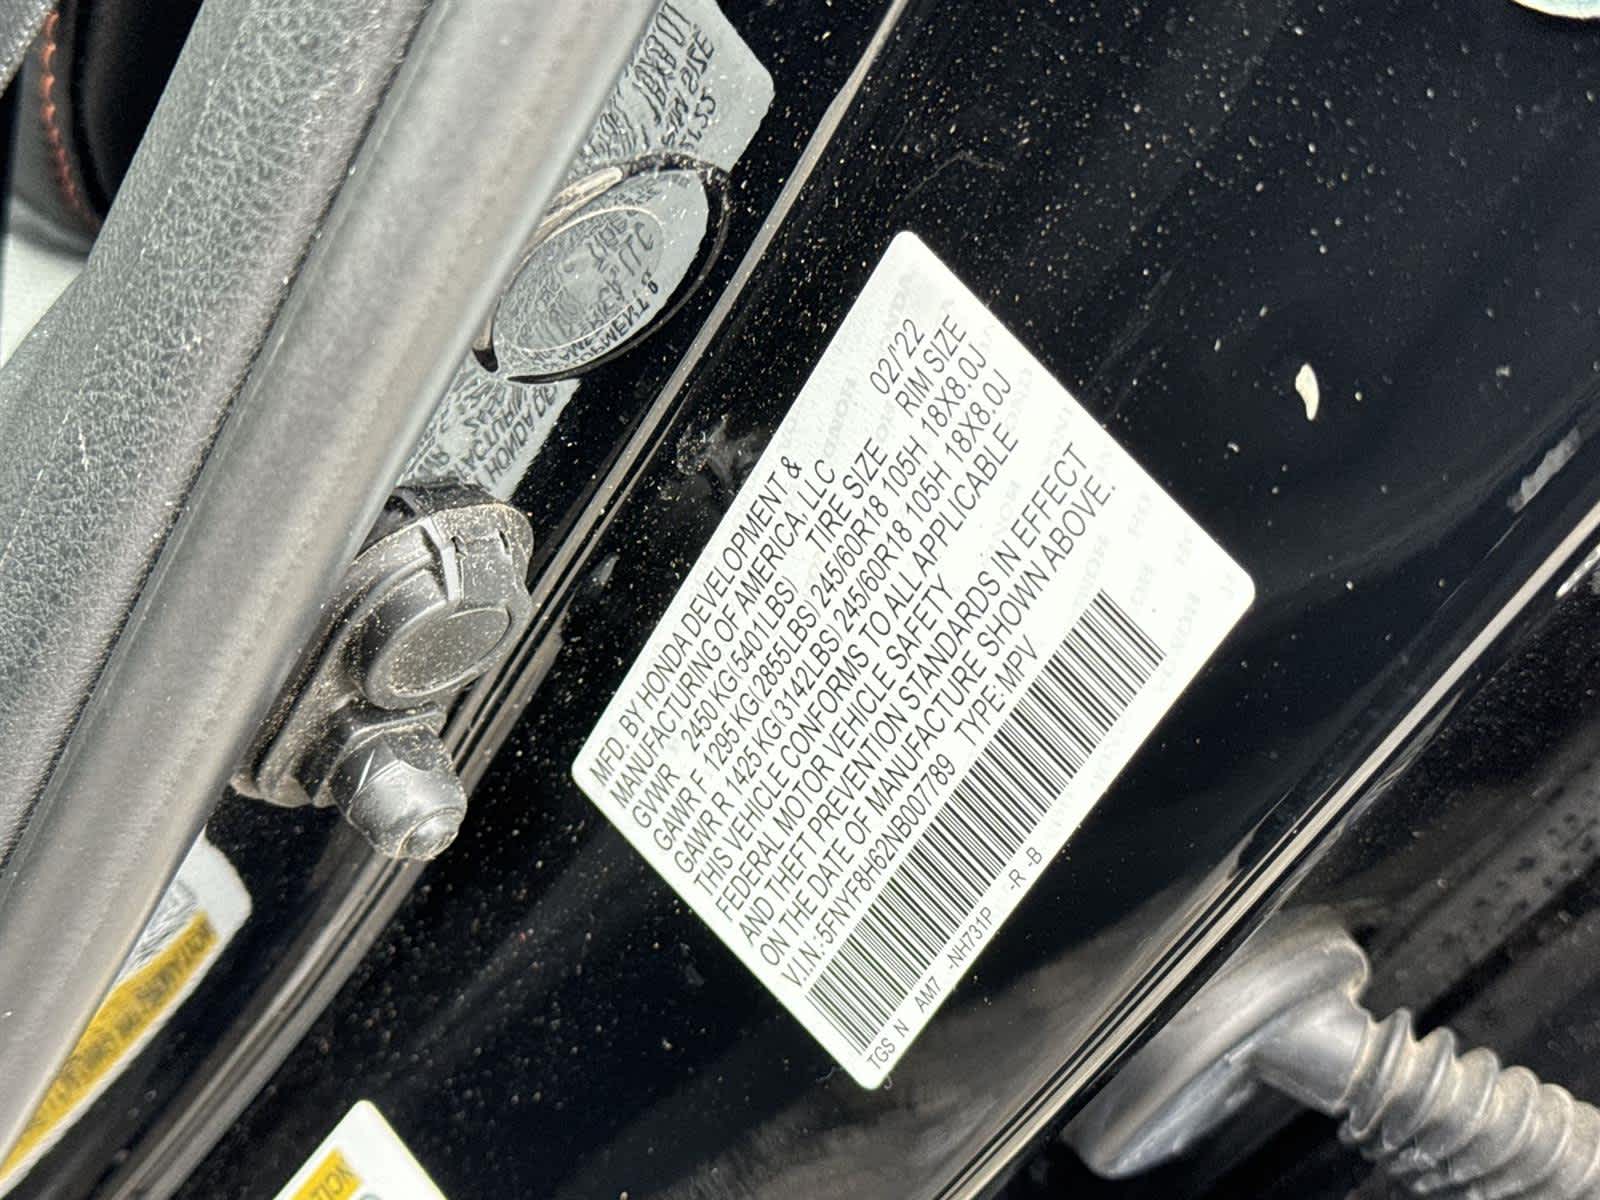 MFD. BY HONDA DEVELOPMENT &
MANUFACTURING OF AMERICA, LLC 02/'22
GVWR 2450 KG(5401LBS) TIRE SIZE RIM SIZE
GAWR F 1295 KG(2855LBS) 245/60R18 105H 18X8.0J
GAWR R 1425 KG(3142LBS) 245/60R18 105H 18X8.0J
THIS VEHICLE CONFORMS TO ALL APPLICABLE
FEDERAL MOTOR VEHICLE SAFETY
AND THEFT PREVENTION STANDARDS IN EFFECT
ON THE DATE OF MANUFACTURE SHOWN ABOVE.
V.I.N.:5FNYF8H62NB007789 TYPE:MPV
TGS N AM7 -NH731P -R -B